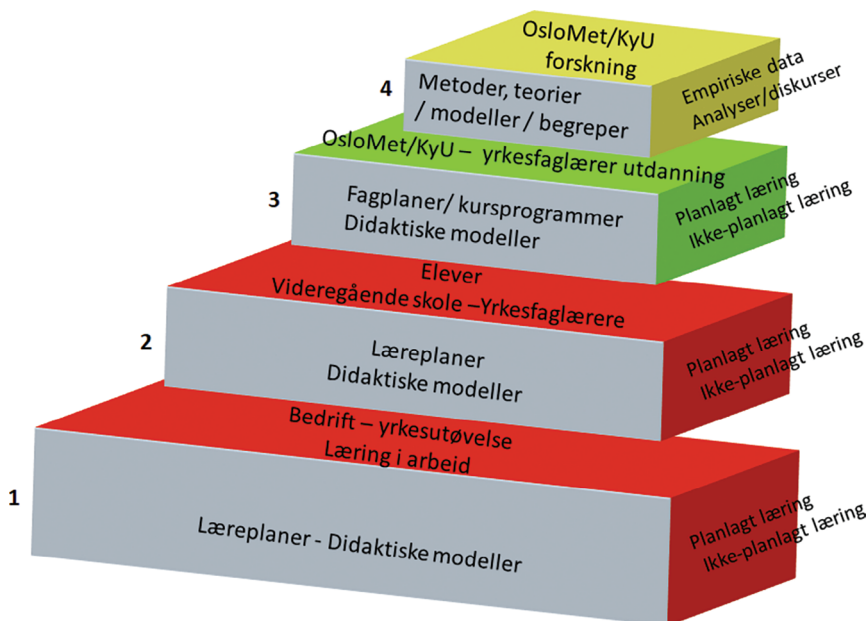 OsloMet/KyU
forskning
4
Metoder, teorier
/ modeller / begreper
Empiriske data
Analyser/diskurser
OsloMet/KyU – yrkesfaglærer utdanning
3
Fagplaner/ kursprogrammer
Didaktiske modeller
Planlagt læring
Ikke-planlagt læring
Elever
Videregående skole –Yrkesfaglærere
2
Læreplaner
Didaktiske modeller
Planlagt læring
Ikke-planlagt læring
Bedrift – yrkesutøvelse
Læring i arbeid
1
Læreplaner - Didaktiske modeller
Planlagt læring
Ikke-planlagt læring